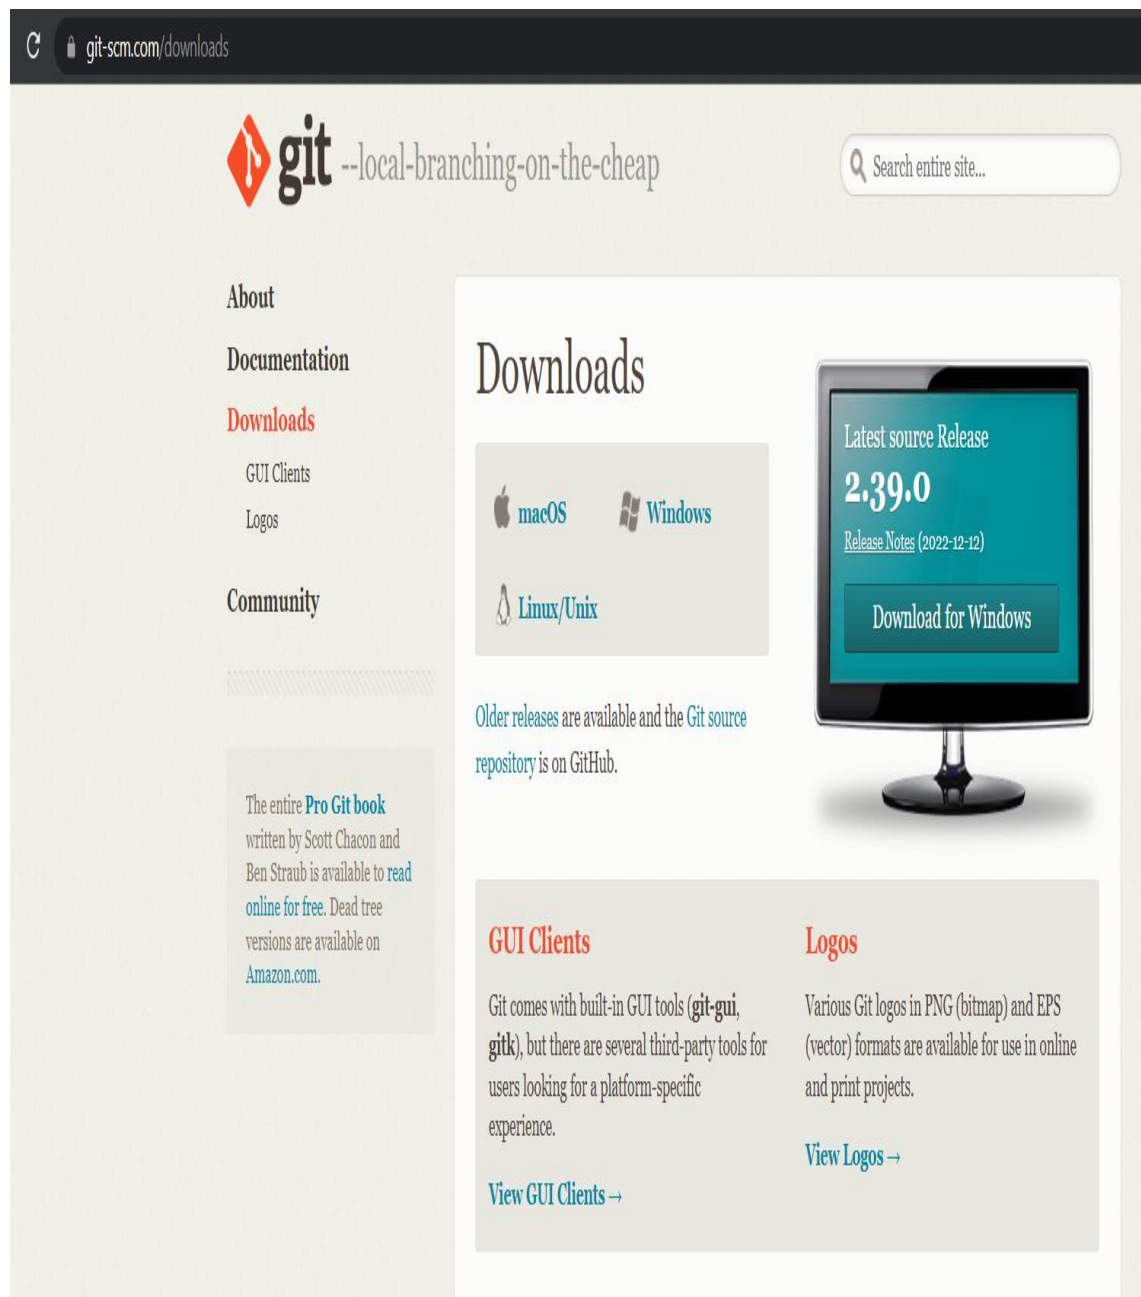 git-scm.com/downloads
git --local-branching-on-the-cheap
Search entire site...
About
Documentation
Downloads
GUI Clients
Logos
Community
The entire Pro Git book
written by Scott Chacon and
Ben Straub is available to read
online for free. Dead tree
versions are available on
Amazon.com.
Downloads
macOS
Windows
Linux/Unix
Older releases are available and the Git source
repository is on GitHub.
Latest source Release
2.39.0
Release Notes (2022-12-12)
Download for Windows
GUI Clients
Git comes with built-in GUI tools (git-gui,
gitk), but there are several third-party tools for
users looking for a platform-specific
experience.
View GUI Clients →
Logos
Various Git logos in PNG (bitmap) and EPS
(vector) formats are available for use in online
and print projects.
View Logos →